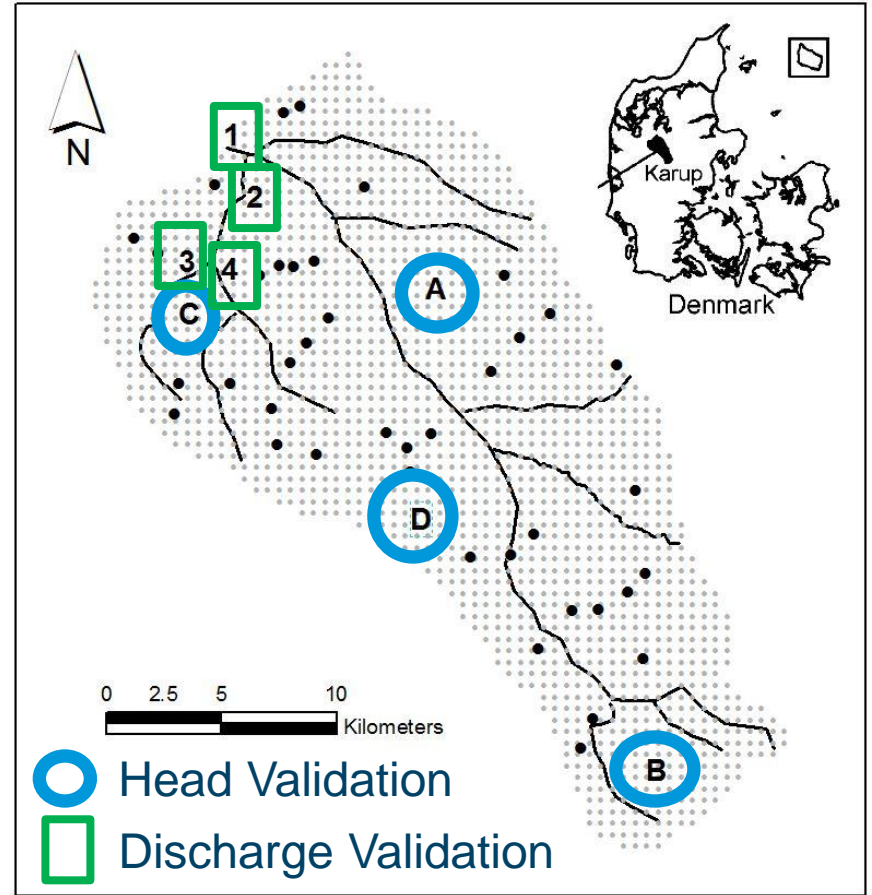 N
1
2
3
4
A
C
D
B
Karup
Denmark
0 2.5 5 10
Kilometers
Head Validation
Discharge Validation